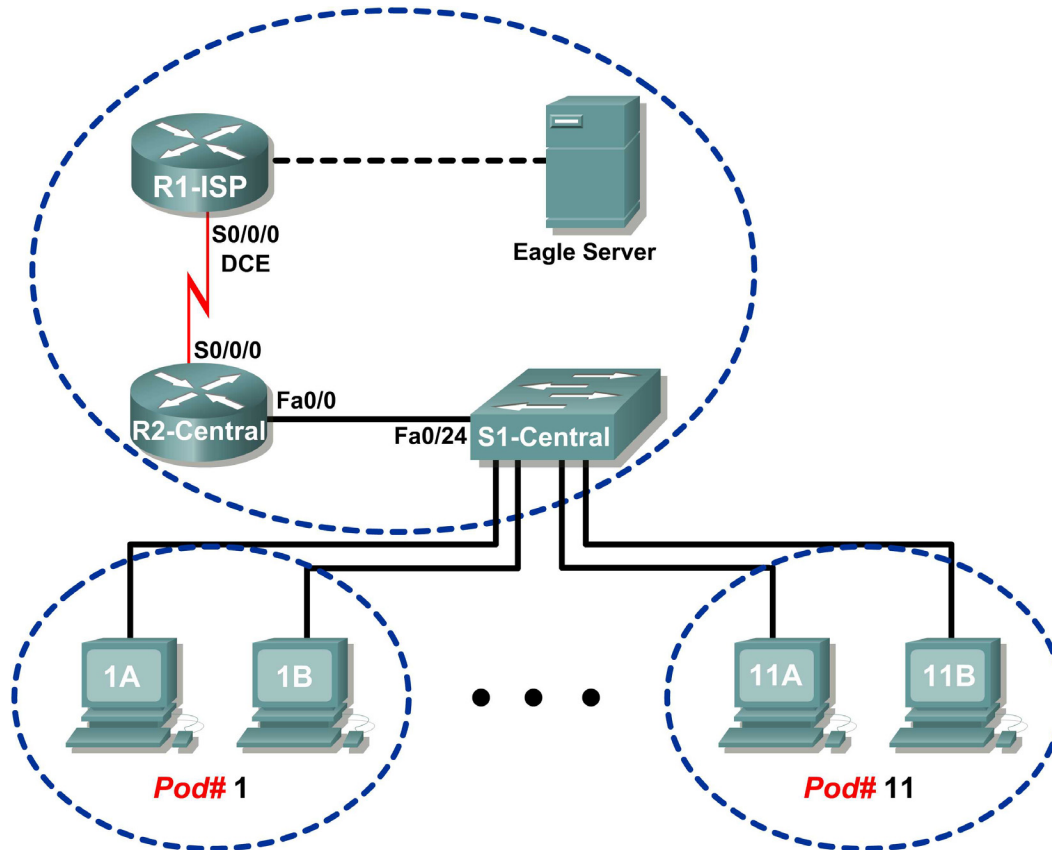 R1-ISP
S0/0/0
DCE
Eagle Server
S0/0/0
R2-Central
Fa0/0
Fa0/24
S1-Central
1A
1B
11A
11B
Pod# 1
Pod# 11